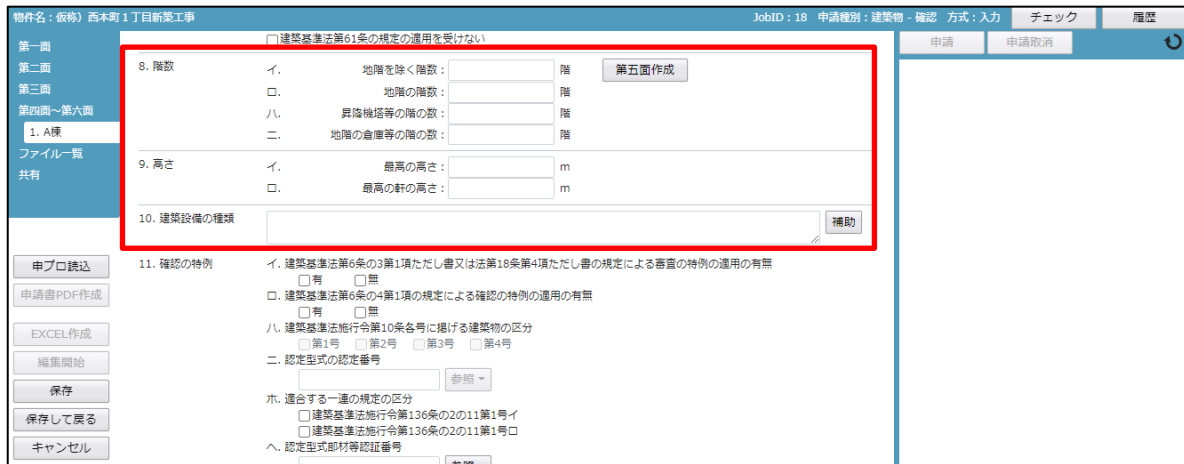 物件名：仮称）西本町１丁目新築工事 JobID：18 申請種別：建築物 - 確認 方式：入力 チェック 履歴
第一面
第二面
第三面
第四面～第六面
1. A棟
ファイル一覧
共有
申プロ読込
申請書PDF作成
EXCEL作成
編集開始
保存
保存して戻る
キャンセル
建築基準法第61条の規定の適用を受けない
8. 階数 イ. 地階を除く階数： 階 第五面作成
ロ. 地階の階数： 階
ハ. 昇降機塔等の階の数： 階
ニ. 地階の倉庫等の階の数： 階
9. 高さ イ. 最高の高さ： m
ロ. 最高の軒の高さ： m
10. 建築設備の種類 補助
11. 確認の特例 イ. 建築基準法第6条の3第1項ただし書又は法第18条第4項ただし書の規定による審査の特例の適用の有無
有 無
ロ. 建築基準法第6条の4第1項の規定による確認の特例の適用の有無
有 無
ハ. 建築基準法施行令第10条各号に掲げる建築物の区分
第1号 第2号 第3号 第4号
ニ. 認定型式の認定番号
参照
ホ. 適合する一連の規定の区分
建築基準法施行令第136条の2の11第1号イ
建築基準法施行令第136条の2の11第1号ロ
ヘ. 認定型式部材等認証番号
参照
申請 申請取消